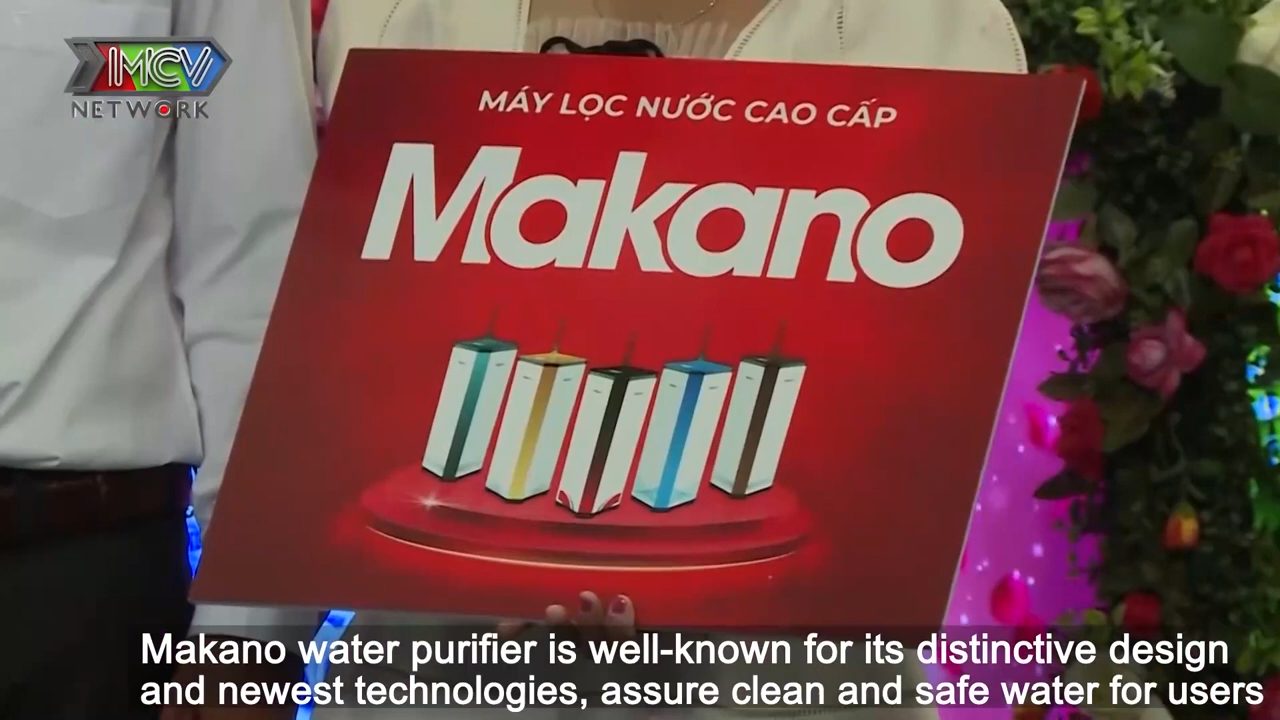 MCV
NETWORK
MÁY LỌC NƯỚC CAO CẤP
Makano
Makano water purifier is well-known for its distinctive design
and newest technologies, assure clean and safe water for users